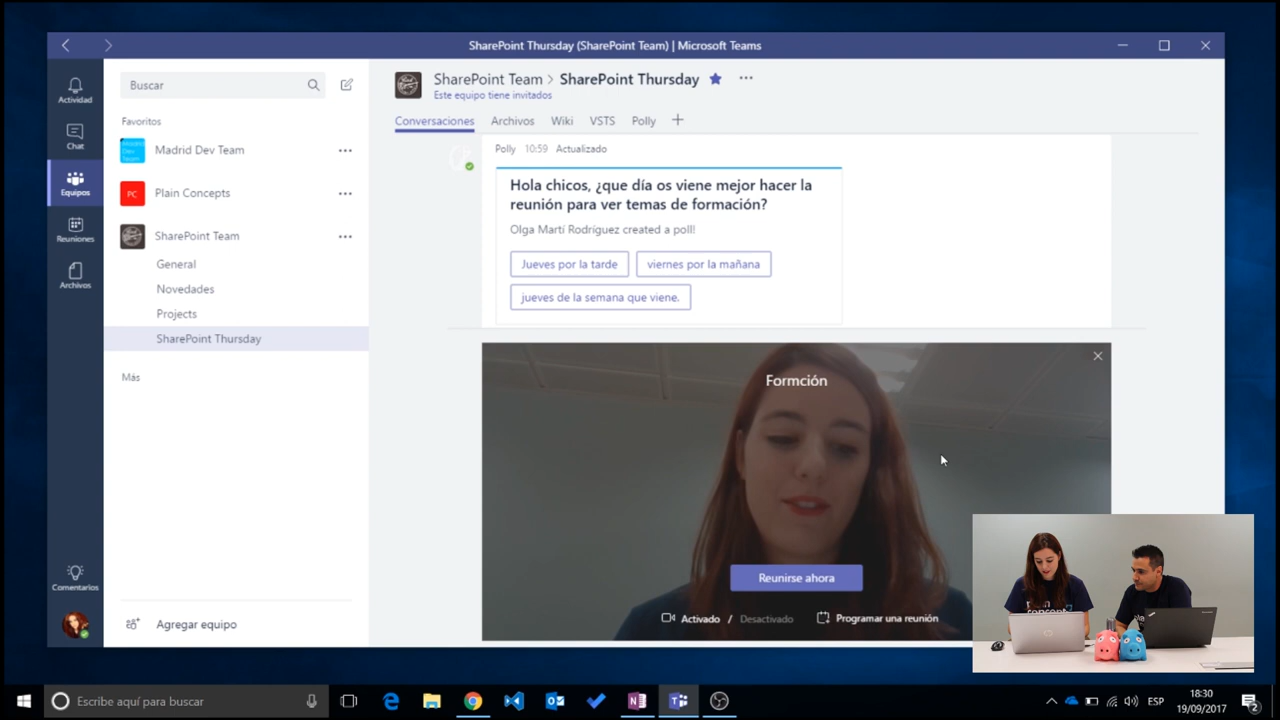 SharePoint Thursday (SharePoint Team) | Microsoft Teams
Buscar
Actividad
Chat
Equipos
Reuniones
Archivos
Comentarios
Favoritos
Madrid Dev Team
PC
Plain Concepts
SharePoint Team
General
Novedades
Projects
SharePoint Thursday
Más
Agregar equipo
SharePoint Team > SharePoint Thursday
Este equipo tiene invitados
Conversaciones Archivos Wiki VSTS Polly
Polly 10:59 Actualizado
Hola chicos, ¿que día os viene mejor hacer la
reunión para ver temas de formación?
Olga Martí Rodríguez created a poll!
Jueves por la tarde viernes por la mañana
jueves de la semana que viene.
Formción
Reunirse ahora
Activado / Desactivado Programar una reunión
Escribe aquí para buscar
ESP
18:30
19/09/2017
2